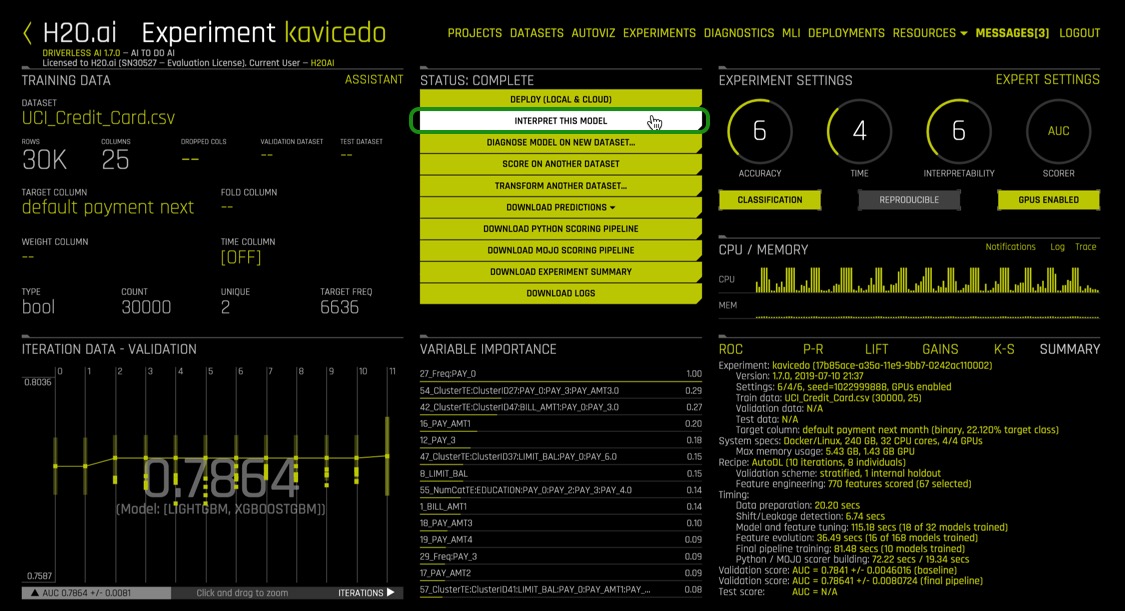 H2O.ai Experiment kavicedo
DRIVERLESS AI 1.7.0 – AI TO DO AI
Licensed to H2O.ai (SN30527 – Evaluation License). Current User – H2OAI
PROJECTS DATASETS AUTOVIZ EXPERIMENTS DIAGNOSTICS MLI DEPLOYMENTS RESOURCES MESSAGES[3] LOGOUT
TRAINING DATA ASSISTANT
DATASET
UCI_Credit_Card.csv
ROWS COLUMNS DROPPED COLS VALIDATION DATASET TEST DATASET
30K 25 -- -- --
TARGET COLUMN FOLD COLUMN
default payment next --
WEIGHT COLUMN TIME COLUMN
-- [OFF]
TYPE COUNT UNIQUE TARGET FREQ
bool 30000 2 6636
STATUS: COMPLETE
DEPLOY (LOCAL & CLOUD)
INTERPRET THIS MODEL
DIAGNOSE MODEL ON NEW DATASET...
SCORE ON ANOTHER DATASET
TRANSFORM ANOTHER DATASET...
DOWNLOAD PREDICTIONS
DOWNLOAD PYTHON SCORING PIPELINE
DOWNLOAD MOJO SCORING PIPELINE
DOWNLOAD EXPERIMENT SUMMARY
DOWNLOAD LOGS
EXPERIMENT SETTINGS EXPERT SETTINGS
6 4 6 AUC
ACCURACY TIME INTERPRETABILITY SCORER
CLASSIFICATION REPRODUCIBLE GPUS ENABLED
CPU / MEMORY Notifications Log Trace
CPU
MEM
ITERATION DATA - VALIDATION
0.8036
0 1 2 3 4 5 6 7 8 9 10 11
0.7864
(Model: [LIGHTGBM, XGBOOSTGBM])
0.7587
AUC 0.7864 +/- 0.0081 Click and drag to zoom ITERATIONS
VARIABLE IMPORTANCE
27_Freq:PAY_0 1.00
54_ClusterTE:ClusterID27:PAY_0:PAY_3:PAY_AMT3.0 0.29
42_ClusterTE:ClusterID47:BILL_AMT1:PAY_0:PAY_3.0 0.27
16_PAY_AMT1 0.20
12_PAY_3 0.18
47_ClusterTE:ClusterID37:LIMIT_BAL:PAY_0:PAY_6.0 0.15
8_LIMIT_BAL 0.15
55_NumCatTE:EDUCATION:PAY_0:PAY_2:PAY_3:PAY_4.0 0.14
1_BILL_AMT1 0.14
18_PAY_AMT3 0.10
19_PAY_AMT4 0.09
29_Freq:PAY_3 0.09
17_PAY_AMT2 0.09
57_ClusterTE:ClusterID41:LIMIT_BAL:PAY_0:PAY_AMT1:PAY_... 0.08
ROC P-R LIFT GAINS K-S SUMMARY
Experiment: kavicedo (17b85ace-a35a-11e9-9bb7-0242ac110002)
Version: 1.7.0, 2019-07-10 21:37
Settings: 6/4/6, seed=1022999888, GPUs enabled
Train data: UCI_Credit_Card.csv (30000, 25)
Validation data: N/A
Test data: N/A
Target column: default payment next month (binary, 22.120% target class)
System specs: Docker/Linux, 240 GB, 32 CPU cores, 4/4 GPUs
Max memory usage: 5.43 GB, 1.43 GB GPU
Recipe: AutoDL (10 iterations, 8 individuals)
Validation scheme: stratified, 1 internal holdout
Feature engineering: 770 features scored (67 selected)
Timing:
Data preparation: 20.20 secs
Shift/Leakage detection: 6.74 secs
Model and feature tuning: 115.18 secs (18 of 32 models trained)
Feature evolution: 36.49 secs (16 of 168 models trained)
Final pipeline training: 81.48 secs (10 models trained)
Python / MOJO scorer building: 72.22 secs / 19.34 secs
Validation score: AUC = 0.7841 +/- 0.0046016 (baseline)
Validation score: AUC = 0.78641 +/- 0.0080724 (final pipeline)
Test score: AUC = N/A